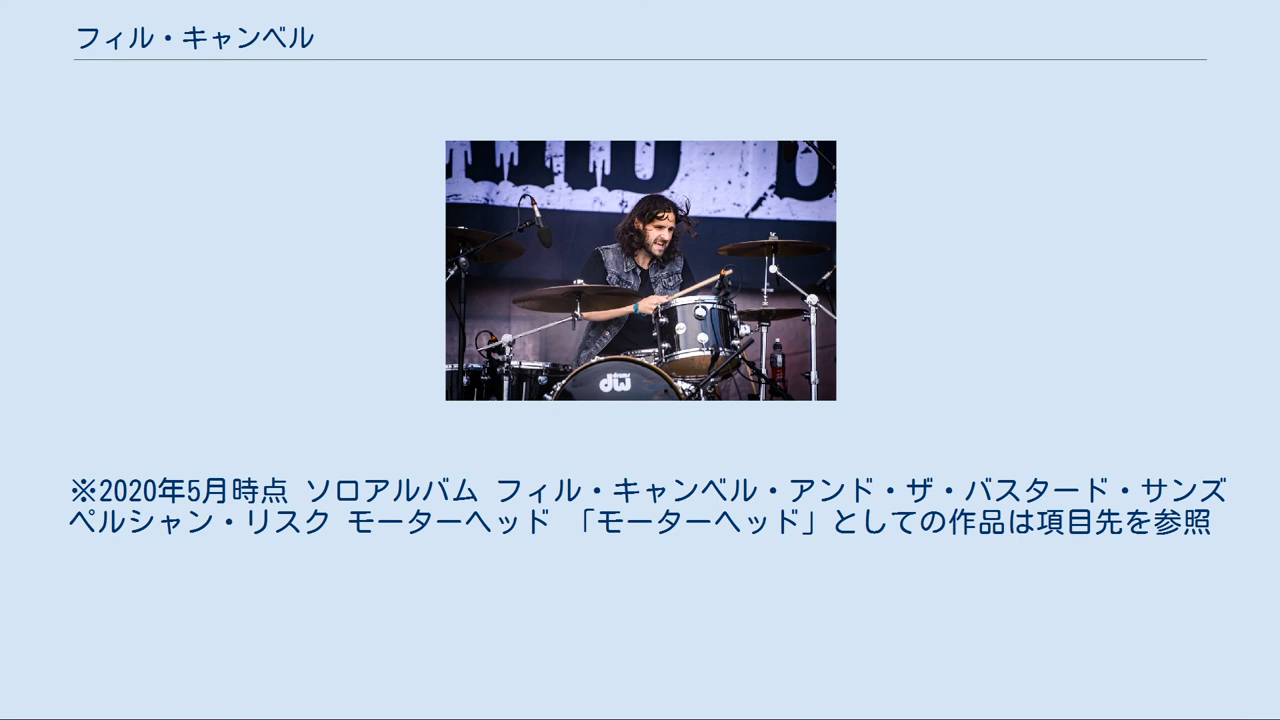 フィル・キャンベル
drums
dw
※2020年5月時点 ソロアルバム フィル・キャンベル・アンド・ザ・バスタード・サンズ
ペルシャン・リスク モーターヘッド 「モーターヘッド」としての作品は項目先を参照